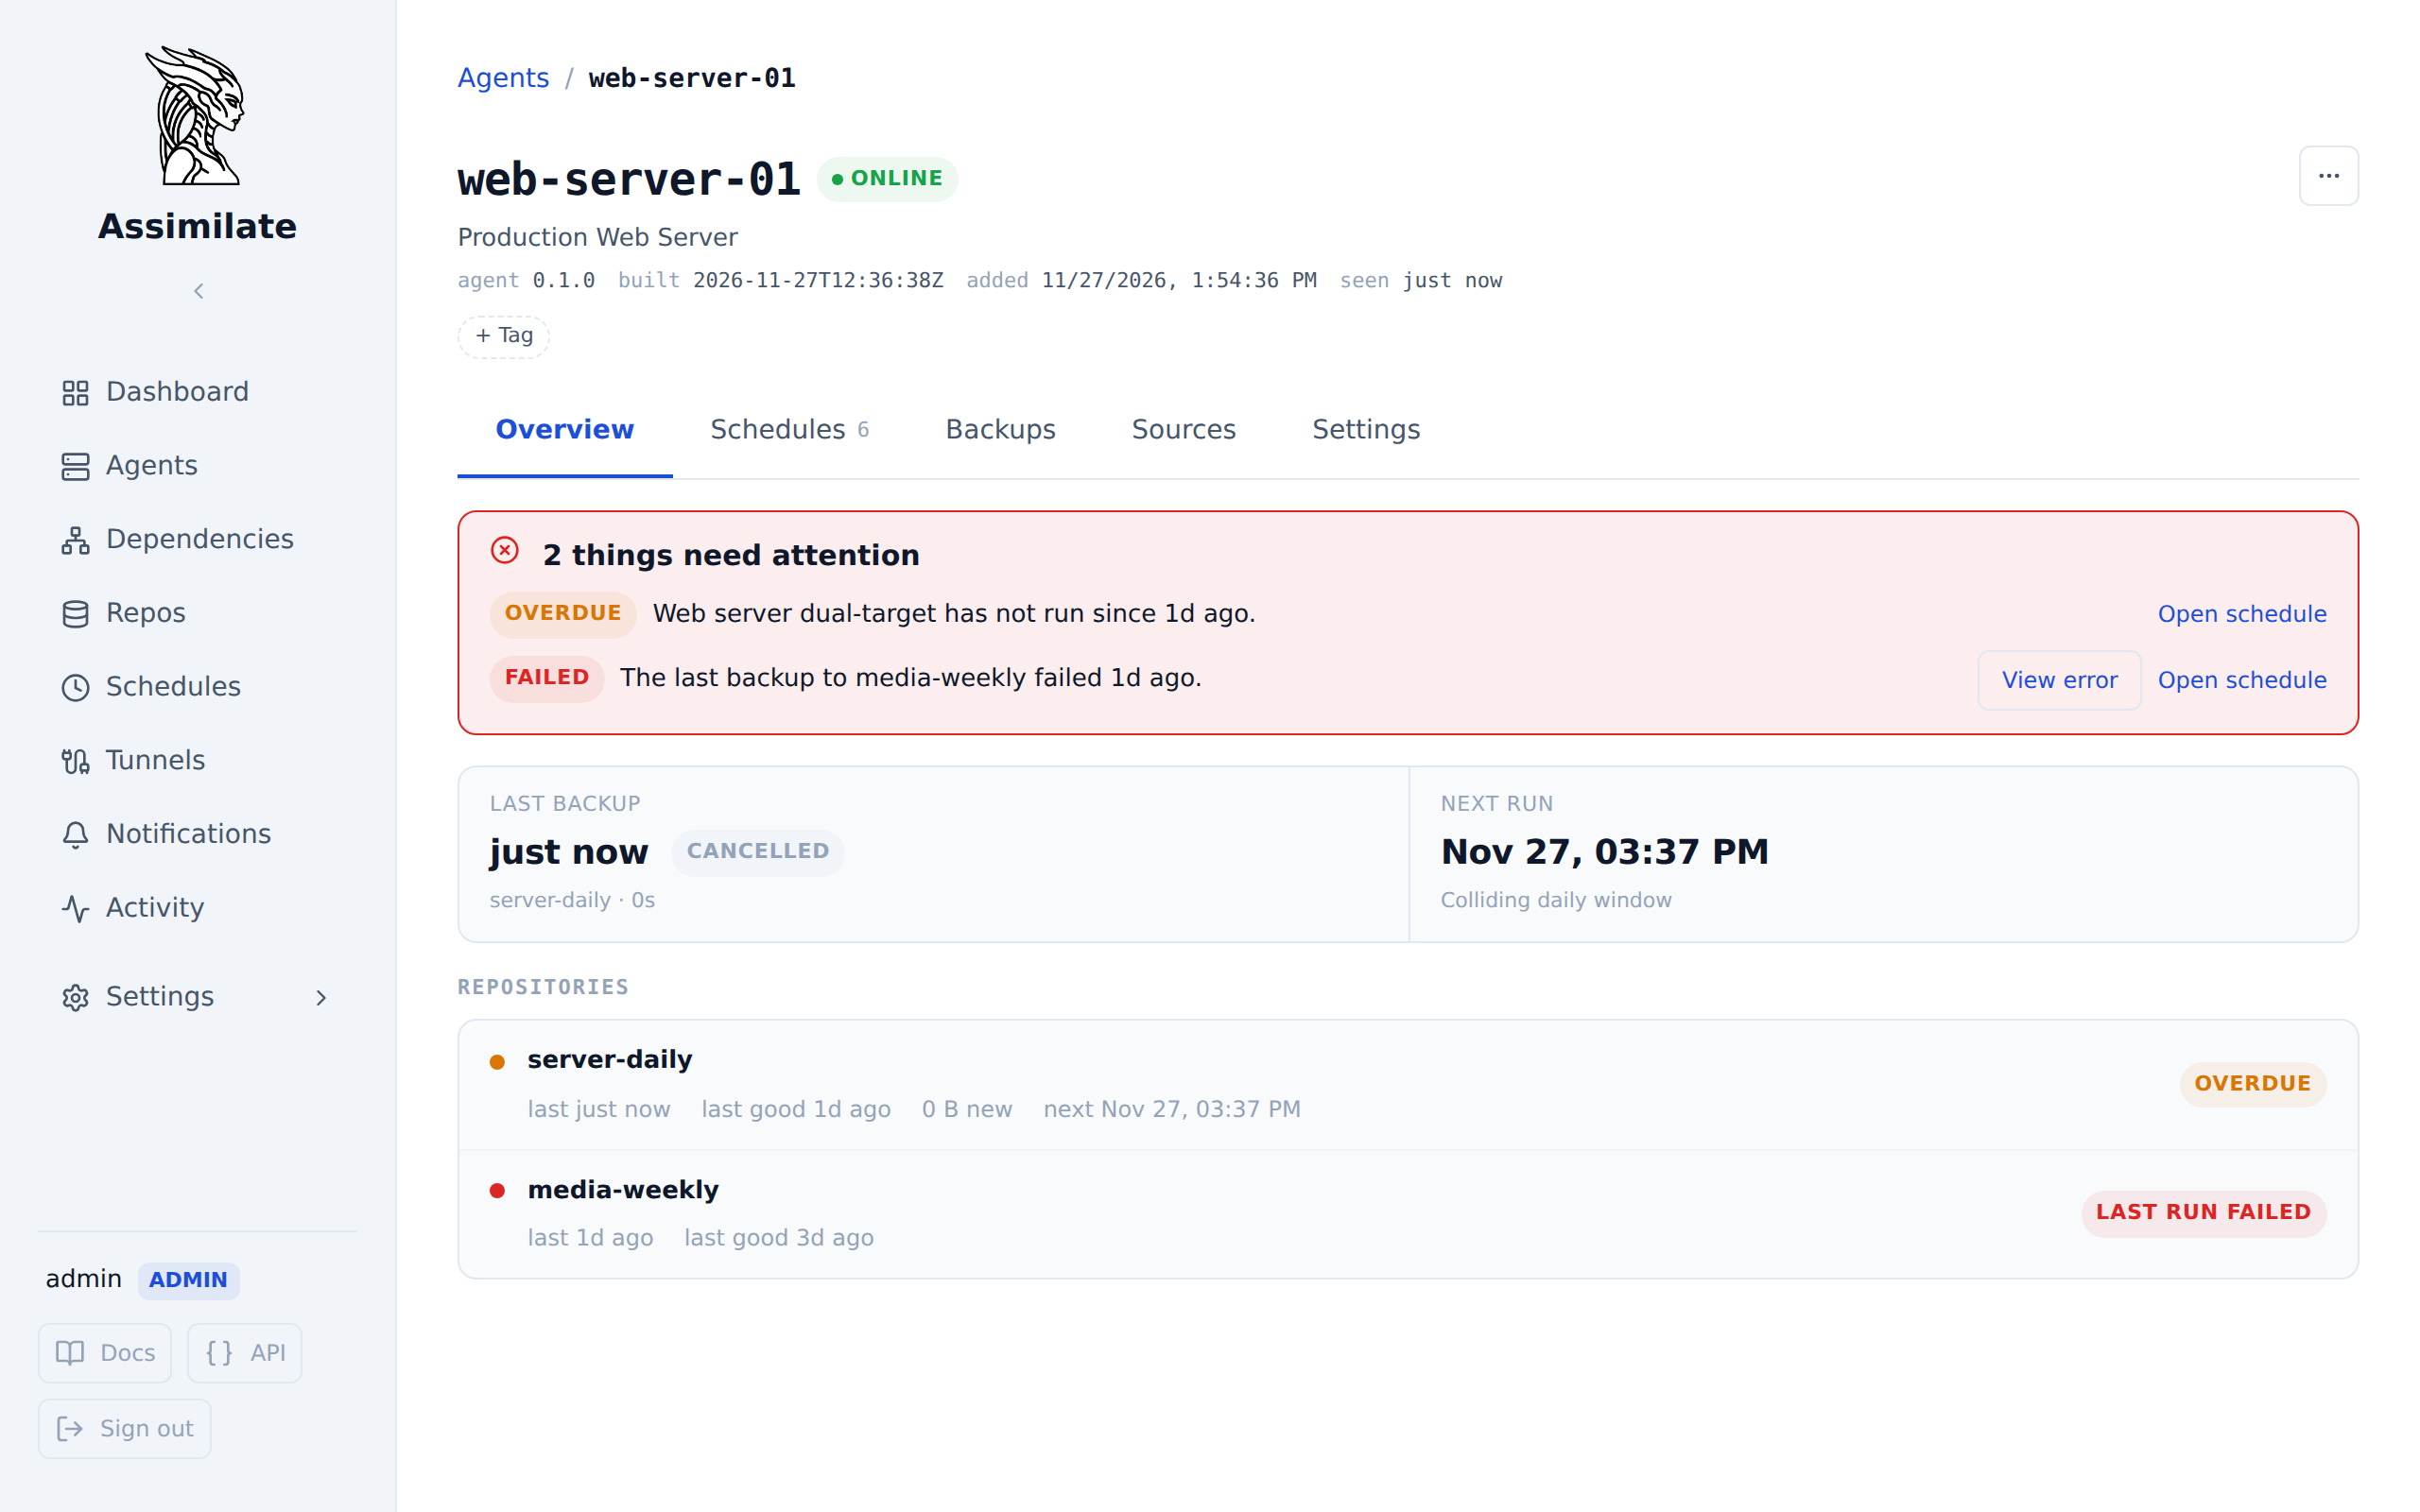 Assimilate
Dashboard
Agents
Dependencies
Repos
Schedules
Tunnels
Notifications
Activity
Settings
admin ADMIN
Docs API
Sign out
Agents / web-server-01
web-server-01 ONLINE
Production Web Server
agent 0.1.0 built 2026-11-27T12:36:38Z added 11/27/2026, 1:54:36 PM seen just now
+ Tag
Overview Schedules 6 Backups Sources Settings
2 things need attention
OVERDUE Web server dual-target has not run since 1d ago. Open schedule
FAILED The last backup to media-weekly failed 1d ago. View error Open schedule
LAST BACKUP
just now CANCELLED
server-daily · 0s
NEXT RUN
Nov 27, 03:37 PM
Colliding daily window
REPOSITORIES
server-daily
last just now last good 1d ago 0 B new next Nov 27, 03:37 PM
OVERDUE
media-weekly
last 1d ago last good 3d ago
LAST RUN FAILED